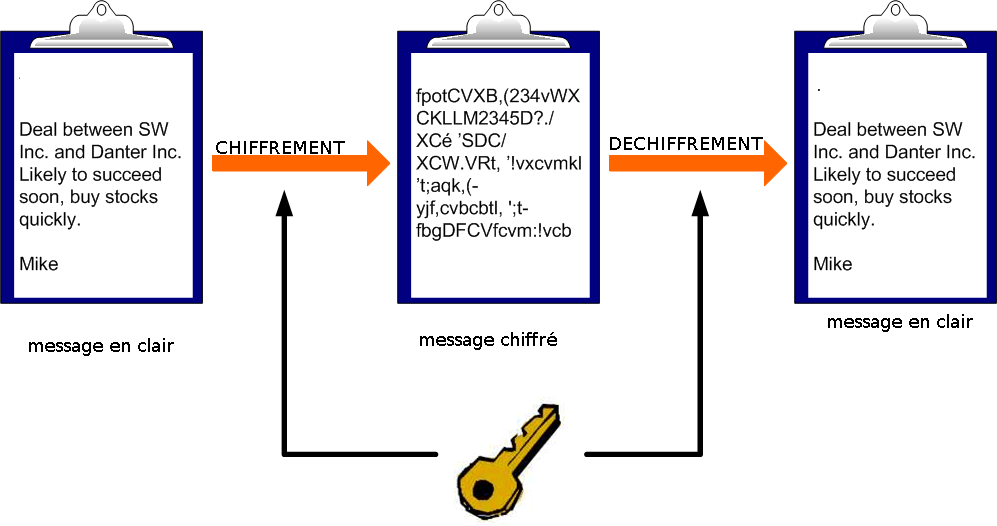 Deal between SW
Inc. and Danter Inc.
Likely to succeed
soon, buy stocks
quickly.
Mike
message en clair
CHIFFREMENT
fpotCVXB,(234vWX
CKLLM2345D?./
XCé ’SDC/
XCW.VRt, ’!vxcvmkl
’t;aqk,(-
yjf,cvbcbtl, ';t-
fbgDFCVfcvm:!vcb
message chiffré
DECHIFFREMENT
Deal between SW
Inc. and Danter Inc.
Likely to succeed
soon, buy stocks
quickly.
Mike
message en clair